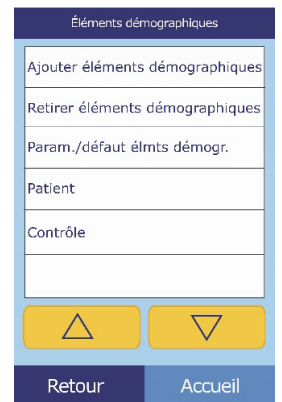 Éléments démographiques
Ajouter éléments démographiques
Retirer éléments démographiques
Param./défaut élmts démogr.
Patient
Contrôle
Retour Accueil